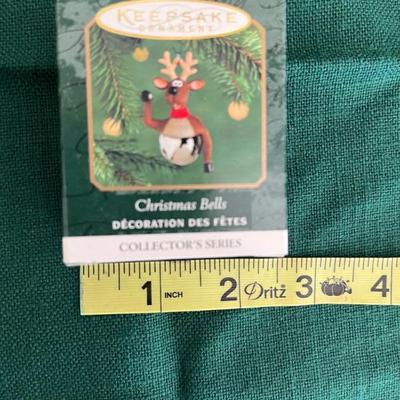 KEEPSAKE
ORNAMENT
Christmas Bells
DÉCORATION DES FÊTES
COLLECTOR'S SERIES
1 INCH 2 Dritz 3 4